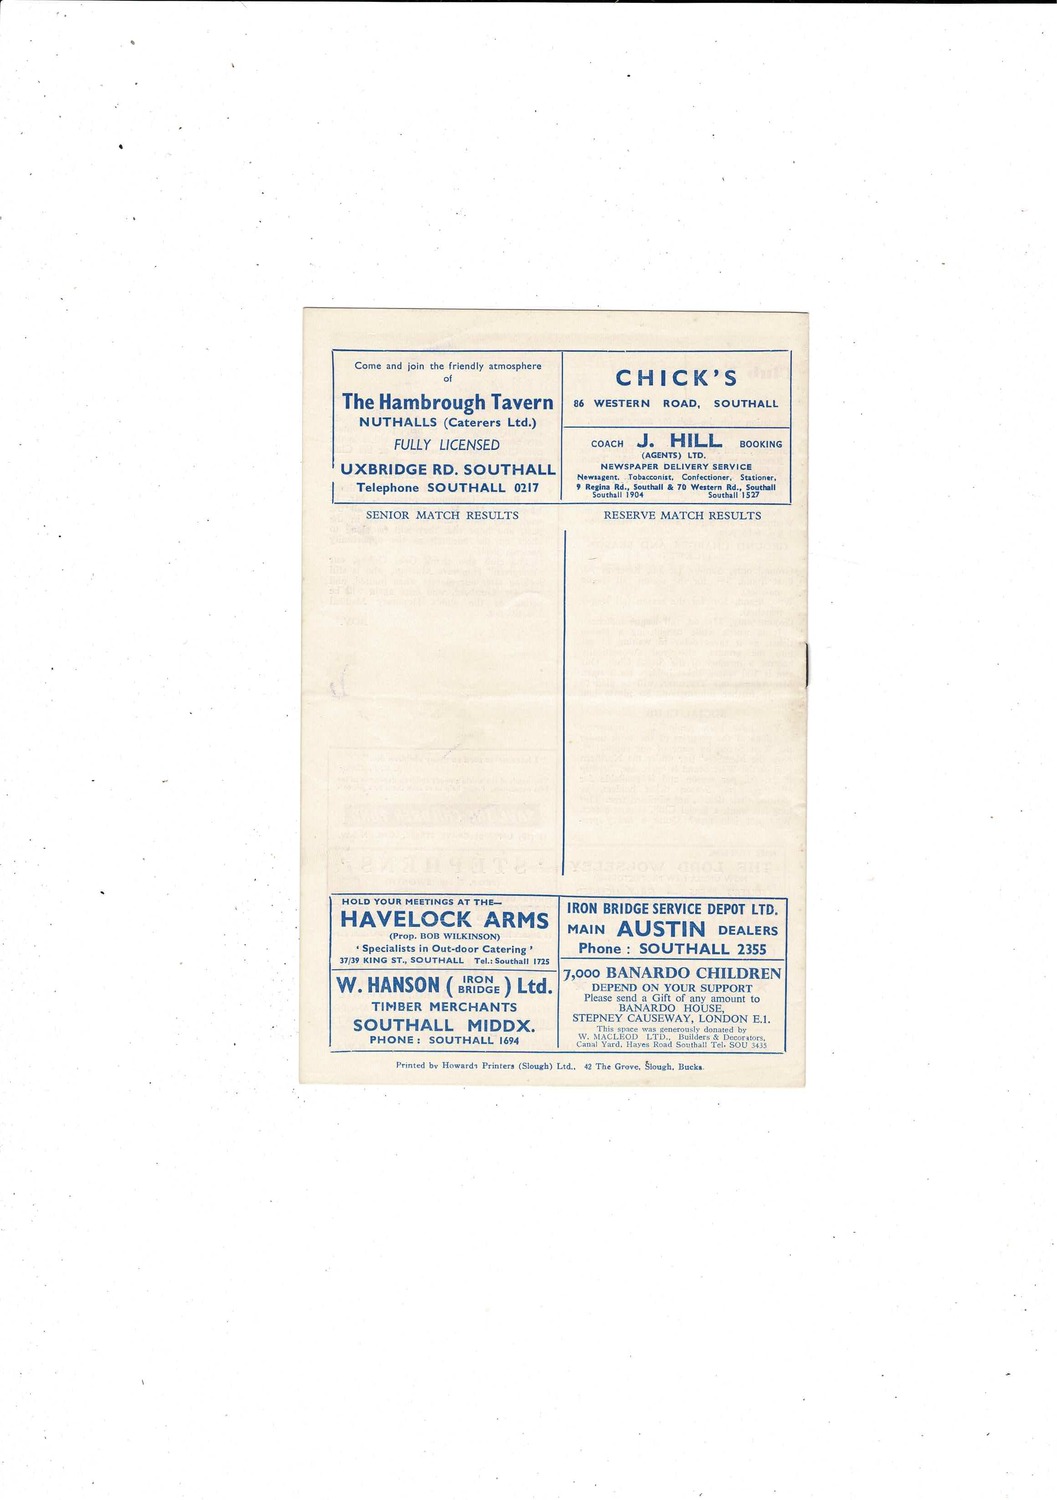 Come and join the friendly atmosphere
of
The Hambrough Tavern
NUTHALLS (Caterers Ltd.)
FULLY LICENSED
UXBRIDGE RD. SOUTHALL
Telephone SOUTHALL 0217
CHICK'S
86 WESTERN ROAD, SOUTHALL
COACH J. HILL BOOKING
(AGENTS) LTD.
NEWSPAPER DELIVERY SERVICE
Newsagent, Tobacconist, Confectioner, Stationer,
9 Regina Rd., Southall & 70 Western Rd., Southall
Southall 1904 Southall 1527
SENIOR MATCH RESULTS
RESERVE MATCH RESULTS
HOLD YOUR MEETINGS AT THE—
HAVELOCK ARMS
(Prop. BOB WILKINSON)
' Specialists in Out-door Catering '
37/39 KING ST., SOUTHALL Tel.: Southall 1725
W. HANSON ( IRON BRIDGE ) Ltd.
TIMBER MERCHANTS
SOUTHALL MIDDX.
PHONE : SOUTHALL 1694
IRON BRIDGE SERVICE DEPOT LTD.
MAIN AUSTIN DEALERS
Phone : SOUTHALL 2355
7,000 BANARDO CHILDREN
DEPEND ON YOUR SUPPORT
Please send a Gift of any amount to
BANARDO HOUSE,
STEPNEY CAUSEWAY, LONDON E.1.
This space was generously donated by
W. MACLEOD LTD., Builders & Decorators,
Canal Yard, Hayes Road Southall Tel. SOU 3435
Printed by Howards Printers (Slough) Ltd., 42 The Grove, Slough, Bucks.